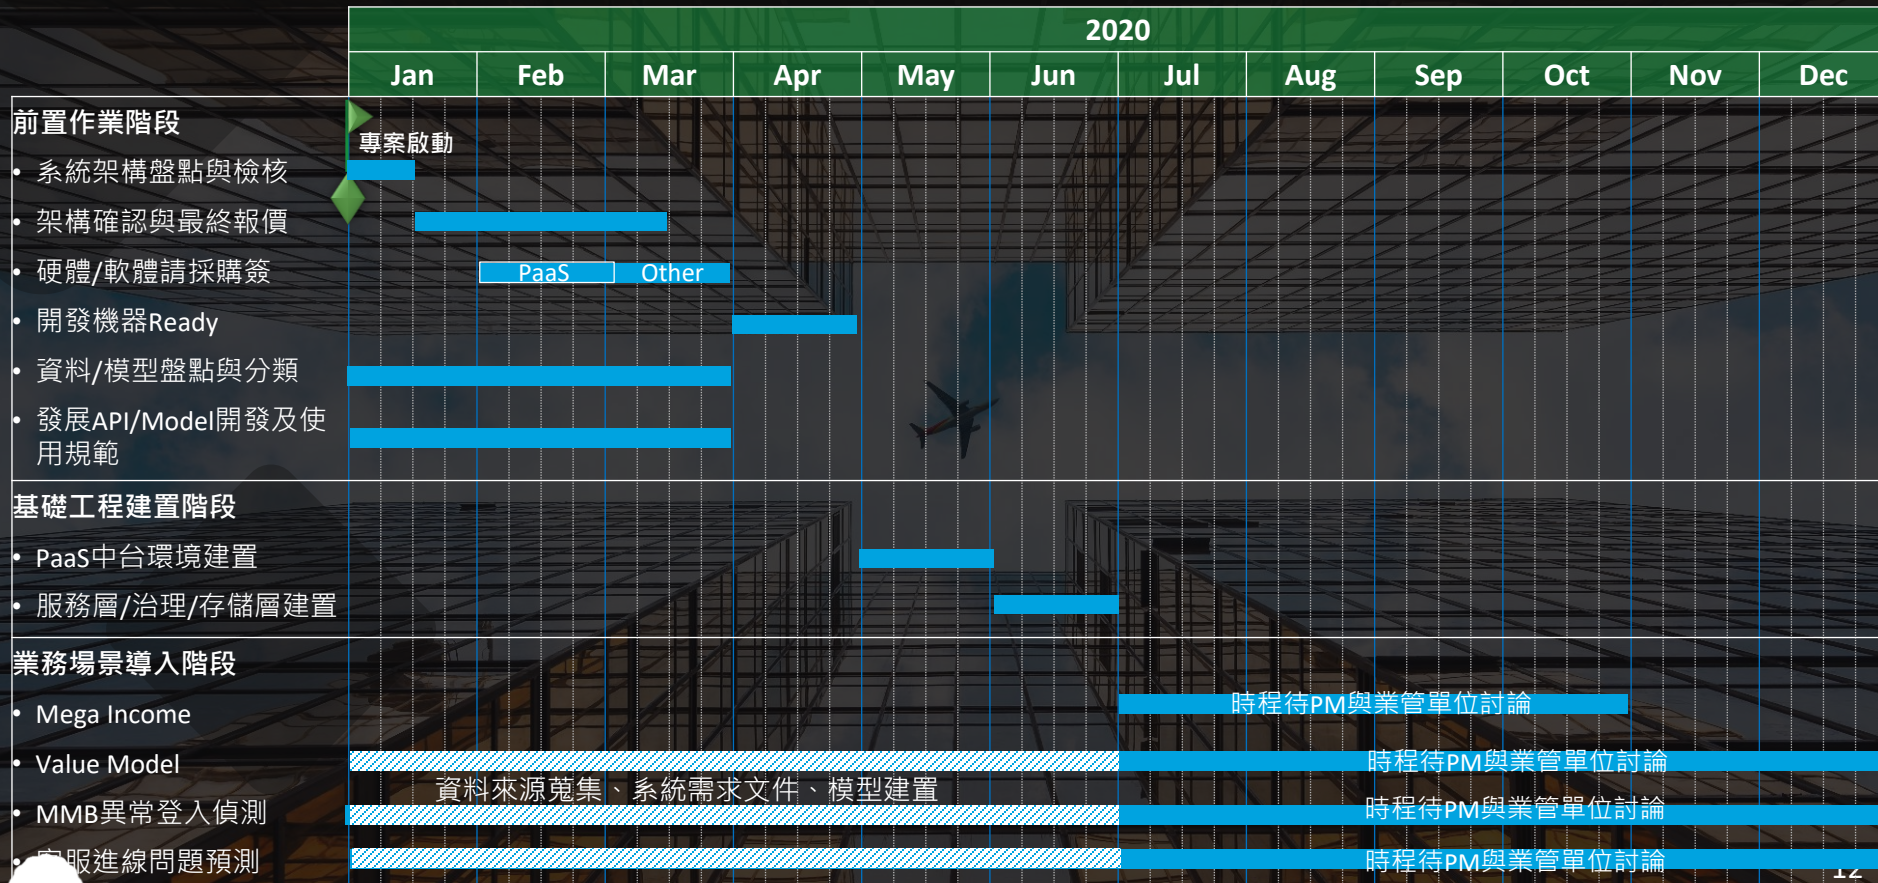 2020
Jan Feb Mar Apr May Jun Jul Aug Sep Oct Nov Dec
前置作業階段
專案啟動
• 系統架構盤點與檢核
• 架構確認與最終報價
• 硬體/軟體請採購簽
PaaS Other
• 開發機器Ready
• 資料/模型盤點與分類
• 發展API/Model開發及使
用規範
基礎工程建置階段
• PaaS中台環境建置
• 服務層/治理/存儲層建置
業務場景導入階段
• Mega Income
時程待PM與業管單位討論
• Value Model
時程待PM與業管單位討論
資料來源蒐集、系統需求文件、模型建置
• MMB異常登入偵測
時程待PM與業管單位討論
• 服進線問題預測
時程待PM與業管單位討論
12